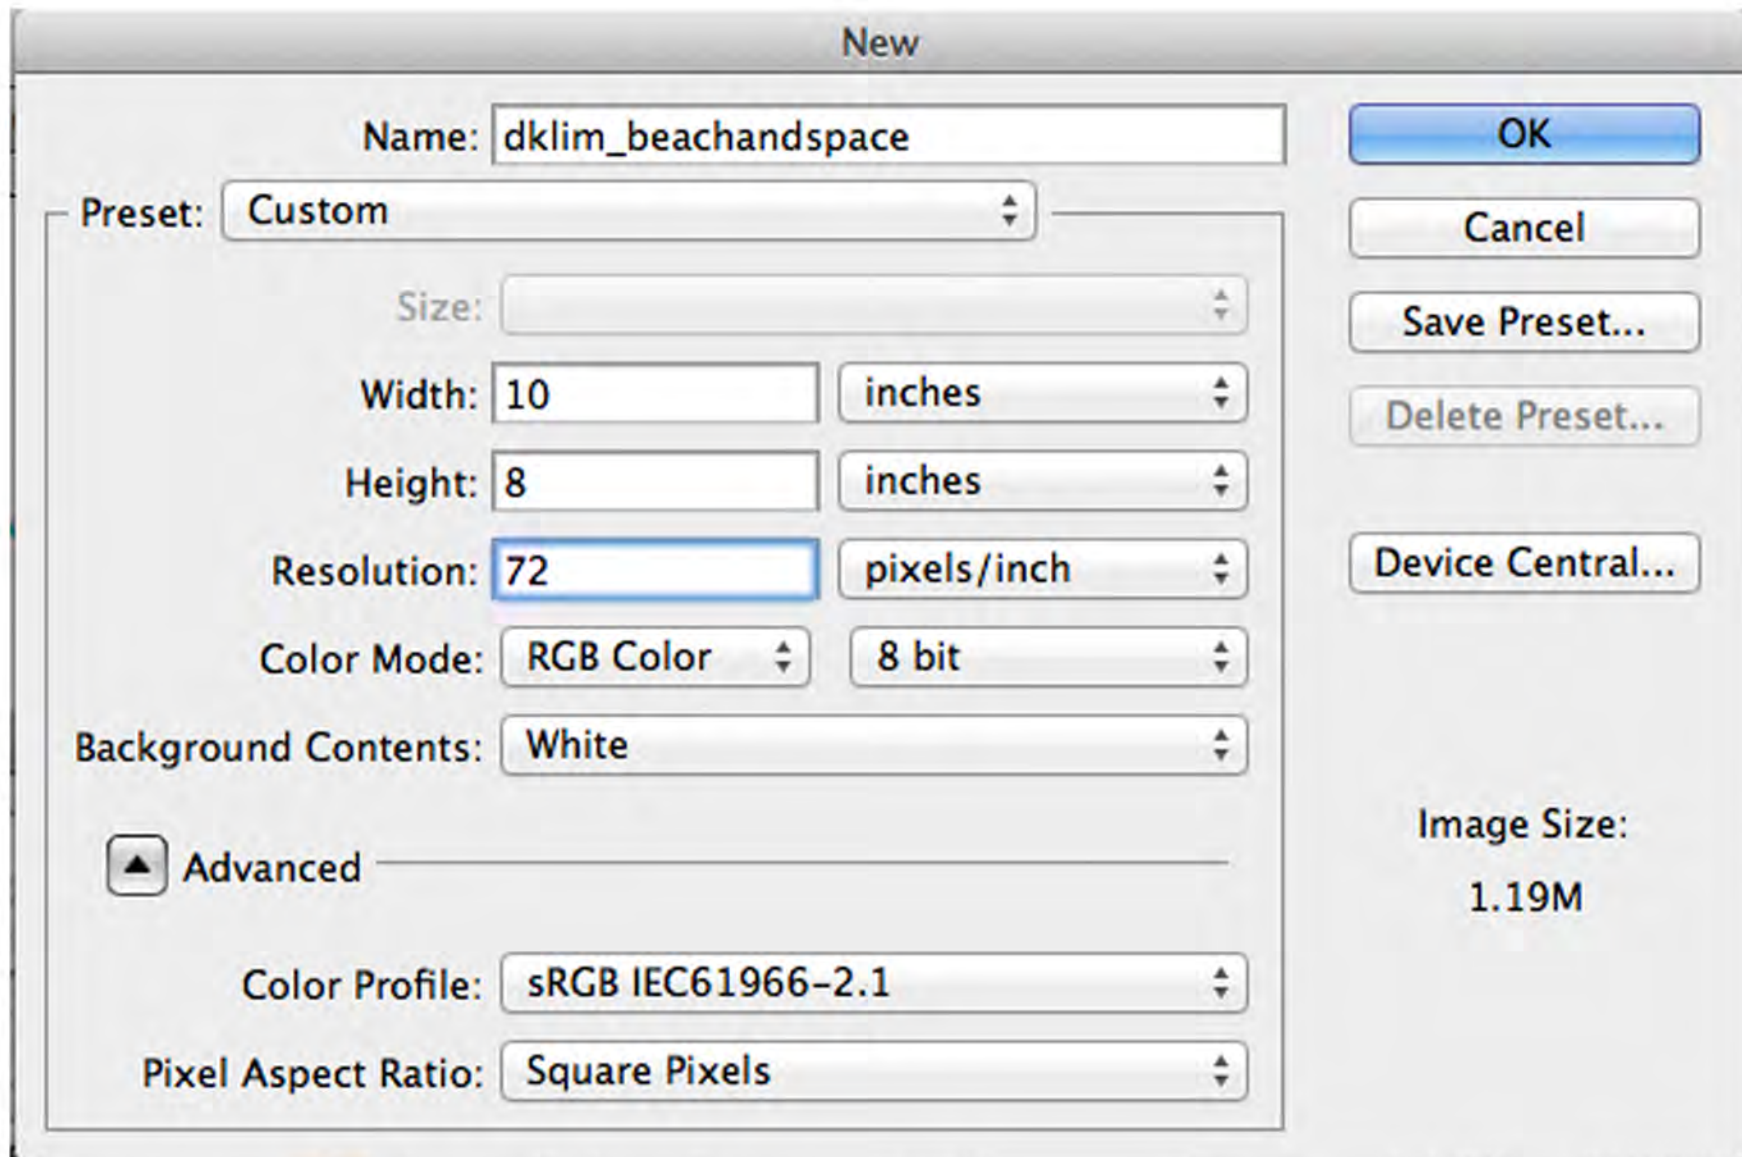 New
Name: dklim_beachandspace
OK
Preset: Custom
Cancel
Size:
Save Preset...
Width: 10 inches
Delete Preset...
Height: 8 inches
Resolution: 72 pixels/inch
Device Central...
Color Mode: RGB Color 8 bit
Background Contents: White
Image Size:
Advanced
1.19M
Color Profile: sRGB IEC61966-2.1
Pixel Aspect Ratio: Square Pixels